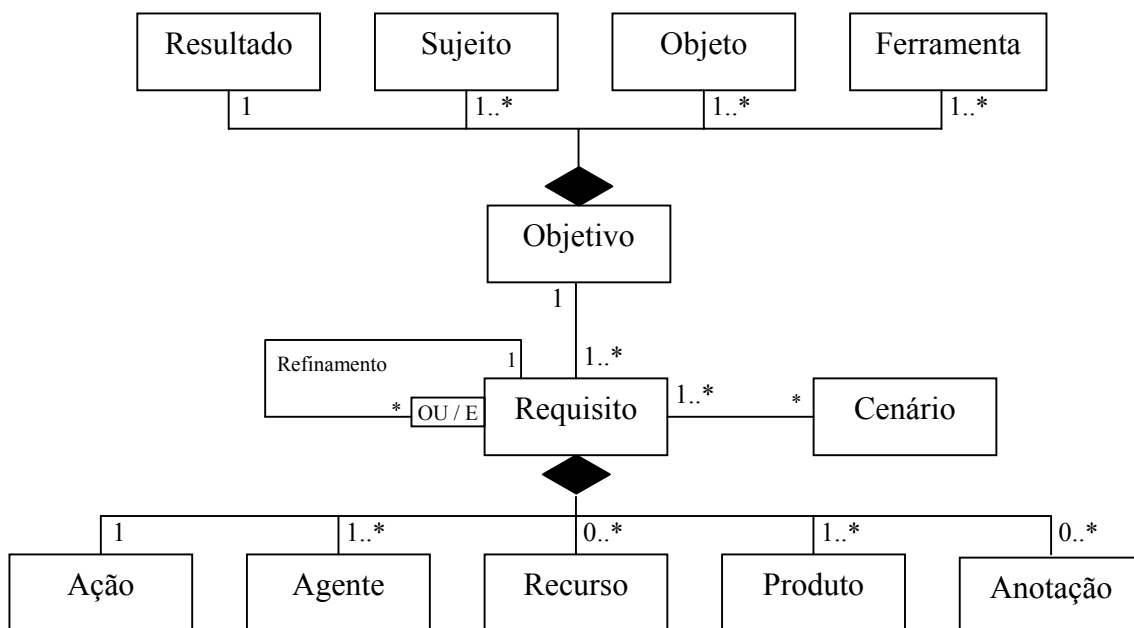 Resultado
Sujeito
Objeto
Ferramenta
1
1..*
1..*
1..*
Objetivo
1
Refinamento
1
1..*
*
OU / E
Requisito
1..*
*
Cenário
1
1..*
0..*
1..*
0..*
Ação
Agente
Recurso
Produto
Anotação